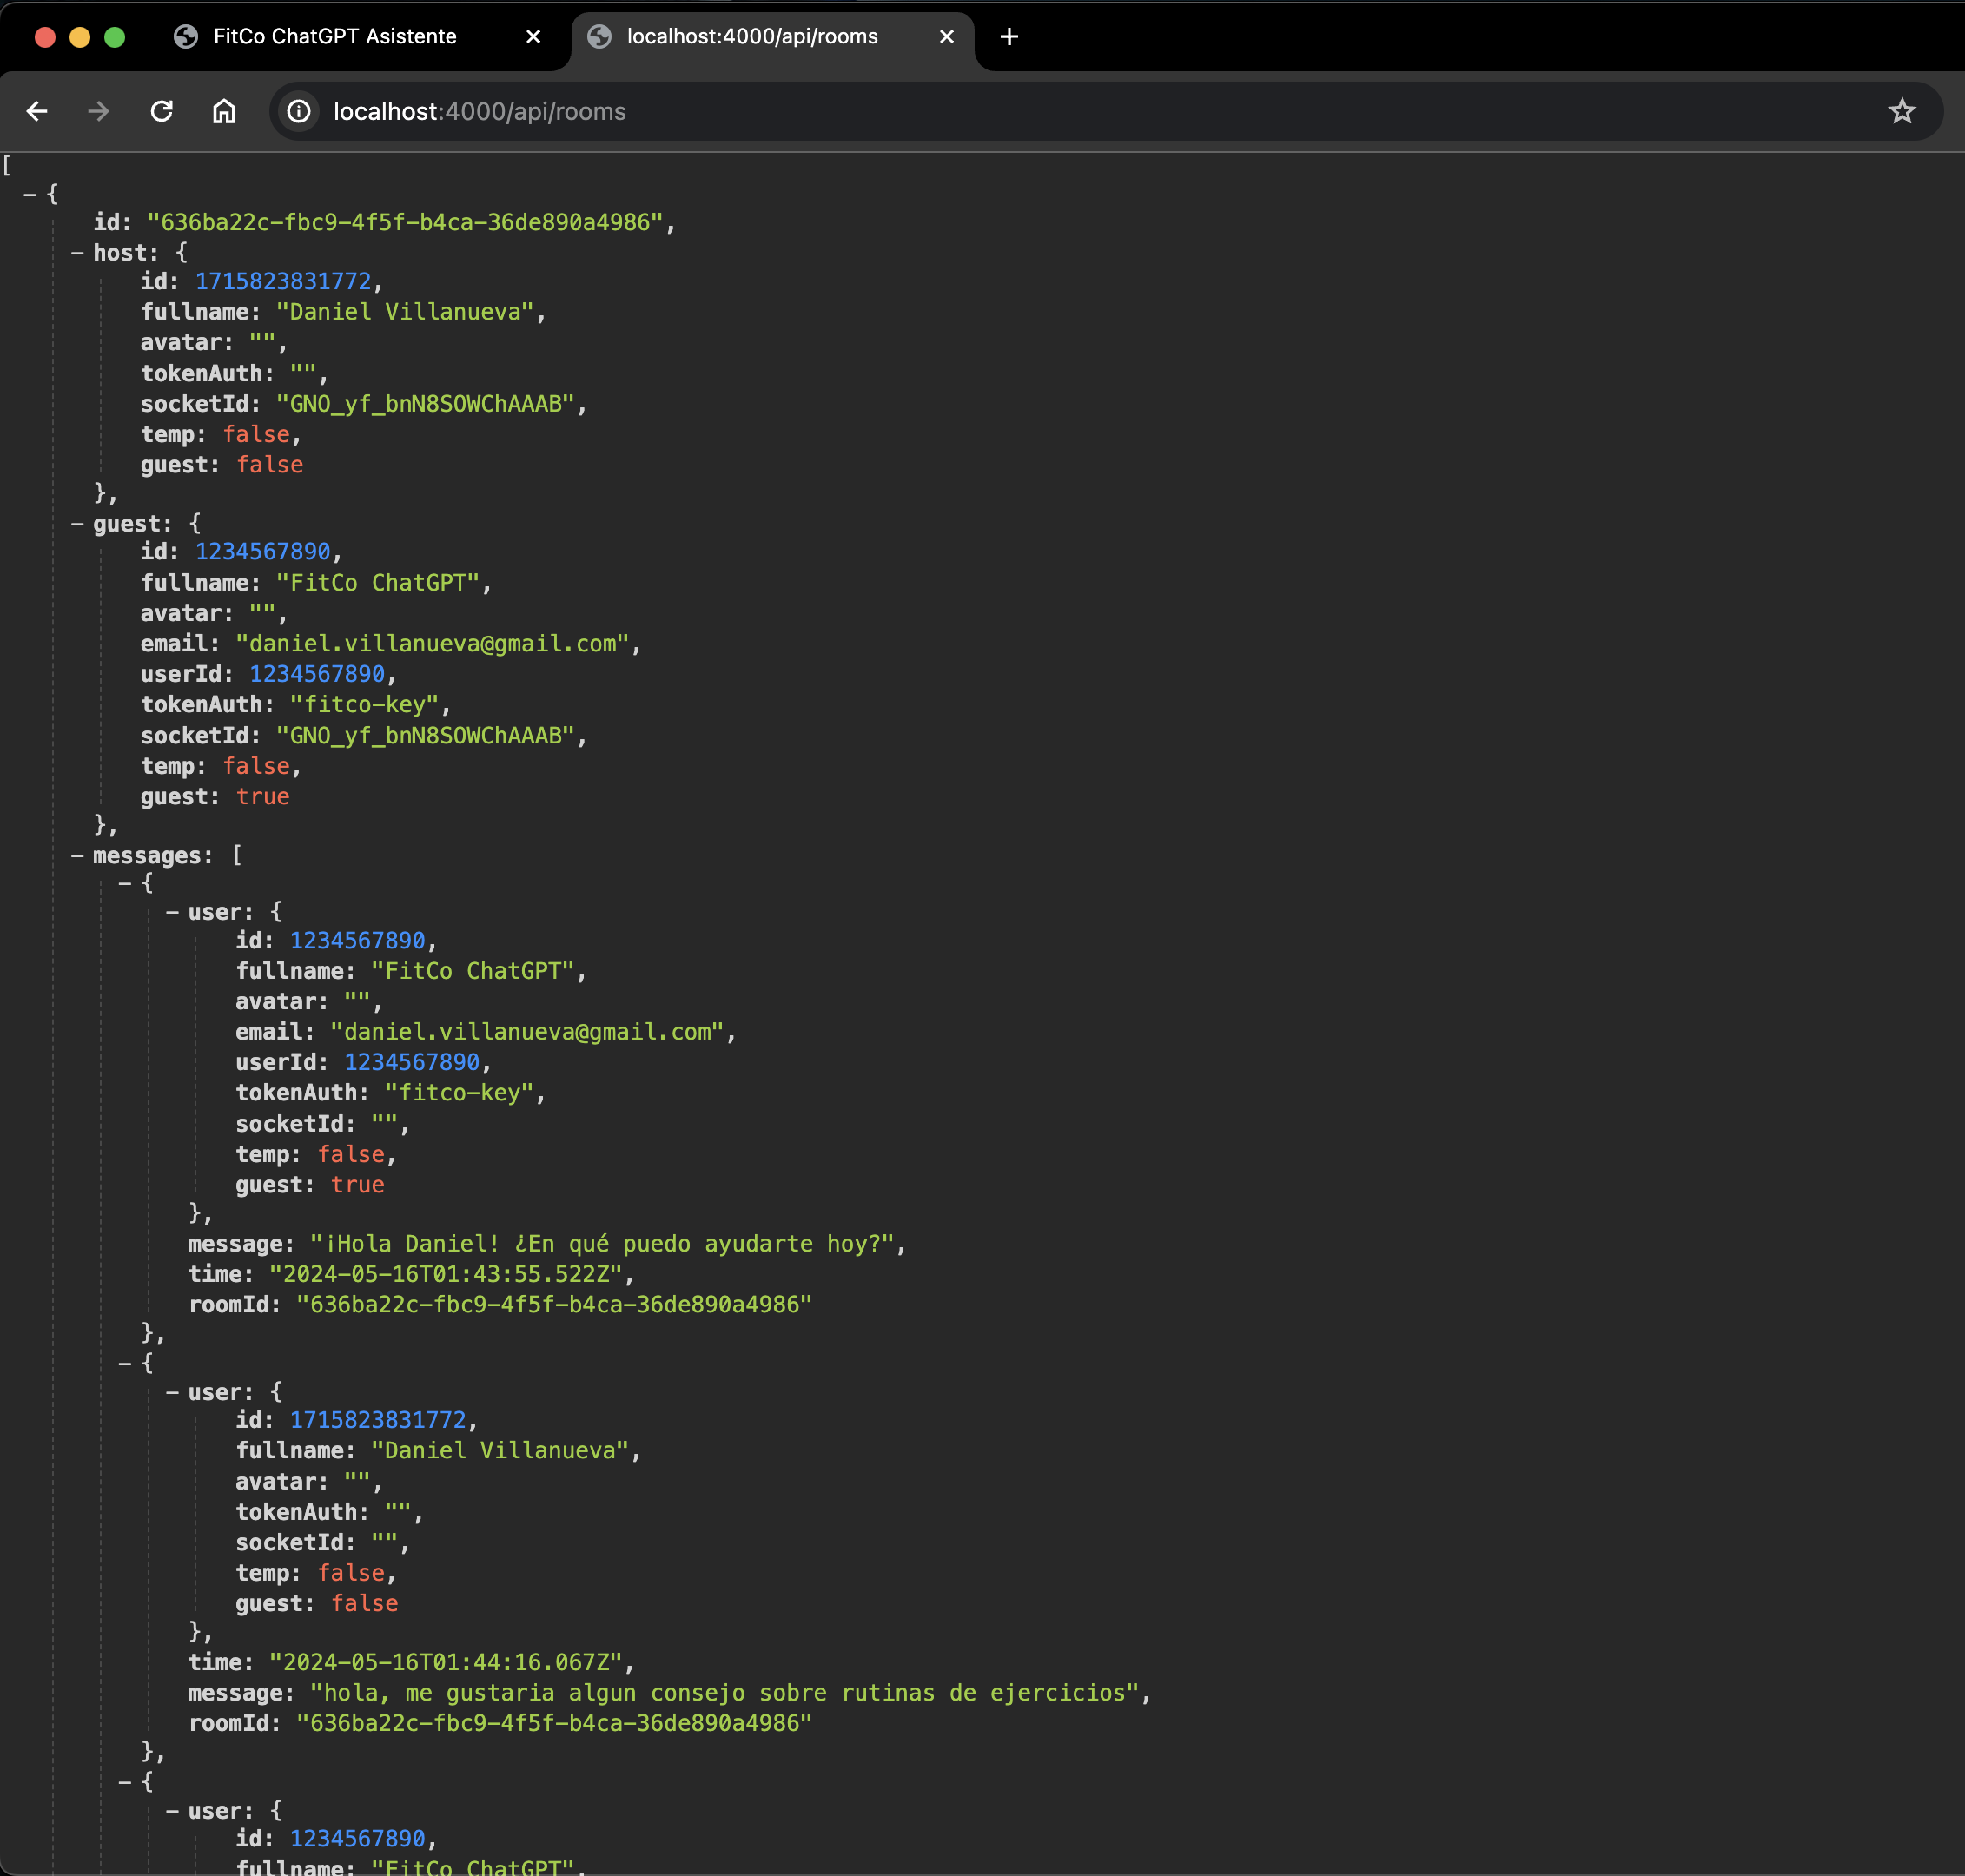 FitCo ChatGPT Asistente
localhost:4000/api/rooms
localhost:4000/api/rooms
[
– {
id: "636ba22c-fbc9-4f5f-b4ca-36de890a4986",
– host: {
id: 1715823831772,
fullname: "Daniel Villanueva",
avatar: "",
tokenAuth: "",
socketId: "GNO_yf_bnN8SOWChAAAB",
temp: false,
guest: false
},
– guest: {
id: 1234567890,
fullname: "FitCo ChatGPT",
avatar: "",
email: "daniel.villanueva@gmail.com",
userId: 1234567890,
tokenAuth: "fitco-key",
socketId: "GNO_yf_bnN8SOWChAAAB",
temp: false,
guest: true
},
– messages: [
– {
– user: {
id: 1234567890,
fullname: "FitCo ChatGPT",
avatar: "",
email: "daniel.villanueva@gmail.com",
userId: 1234567890,
tokenAuth: "fitco-key",
socketId: "",
temp: false,
guest: true
},
message: "¡Hola Daniel! ¿En qué puedo ayudarte hoy?",
time: "2024-05-16T01:43:55.522Z",
roomId: "636ba22c-fbc9-4f5f-b4ca-36de890a4986"
},
– {
– user: {
id: 1715823831772,
fullname: "Daniel Villanueva",
avatar: "",
tokenAuth: "",
socketId: "",
temp: false,
guest: false
},
time: "2024-05-16T01:44:16.067Z",
message: "hola, me gustaria algun consejo sobre rutinas de ejercicios",
roomId: "636ba22c-fbc9-4f5f-b4ca-36de890a4986"
},
– {
– user: {
id: 1234567890,
fullname: "FitCo ChatGPT",